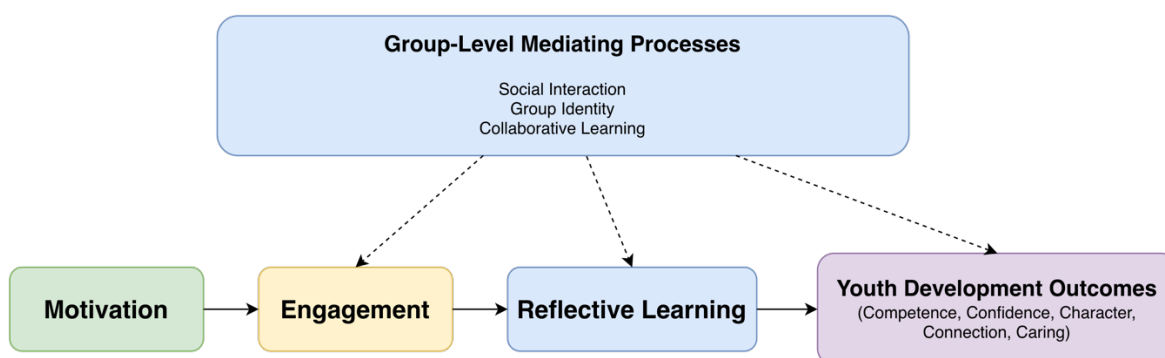 Group-Level Mediating Processes
Social Interaction
Group Identity
Collaborative Learning
Motivation
Engagement
Reflective Learning
Youth Development Outcomes
(Competence, Confidence, Character,
Connection, Caring)